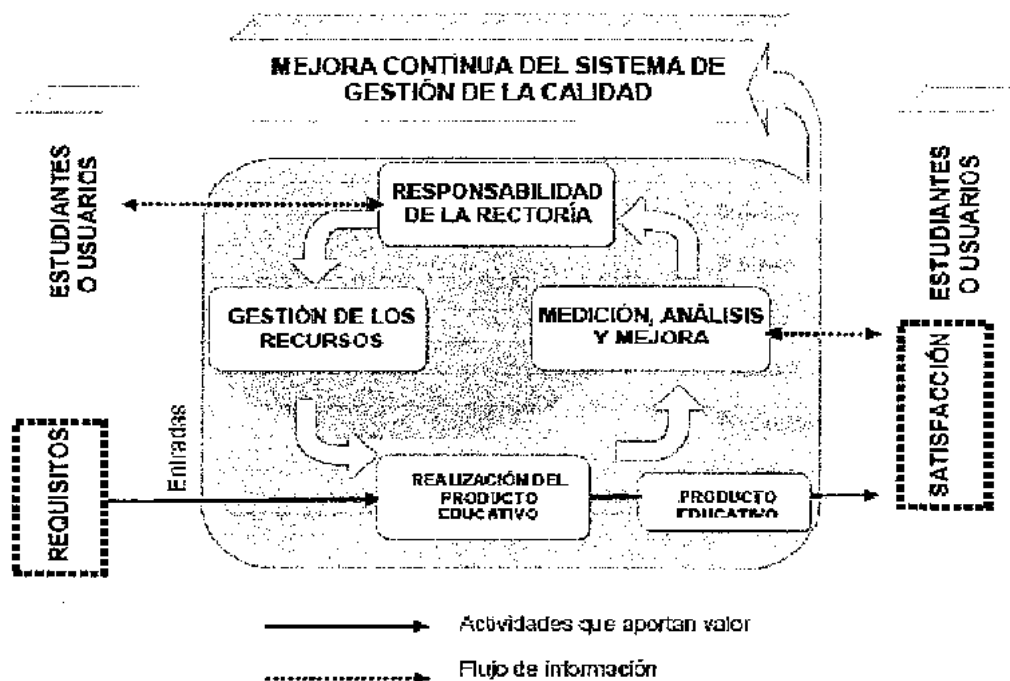 MEJORA CONTINUA DEL SISTEMA DE
GESTIÓN DE LA CALIDAD
ESTUDIANTES
O USUARIOS
RESPONSABILIDAD
DE LA RECTORÍA
ESTUDIANTES
O USUARIOS
GESTIÓN DE LOS
RECURSOS
MEDICIÓN, ANÁLISIS
Y MEJORA
REQUISITOS
Entradas
REALIZACIÓN DEL
PRODUCTO
EDUCATIVO
PRODUCTO
EDUCATIVO
SATISFACCIÓN
Actividades que aportan valor
Flujo de información